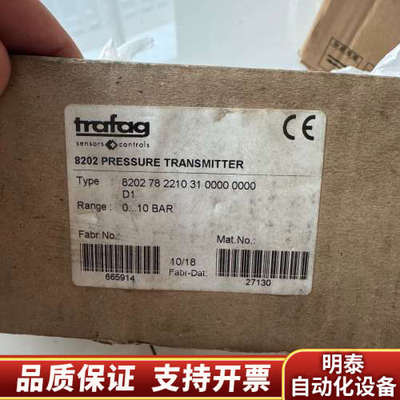 trafag
sensors controls
CE
8202 PRESSURE TRANSMITTER
Type : 8202 78 2210 31 0000 0000
D1
Range : 0...10 BAR
Fabr.No.:
Mat.No.:
665914
10/18
Fabr-Dat.
27130
品质保证 支持开票
明泰
自动化设备